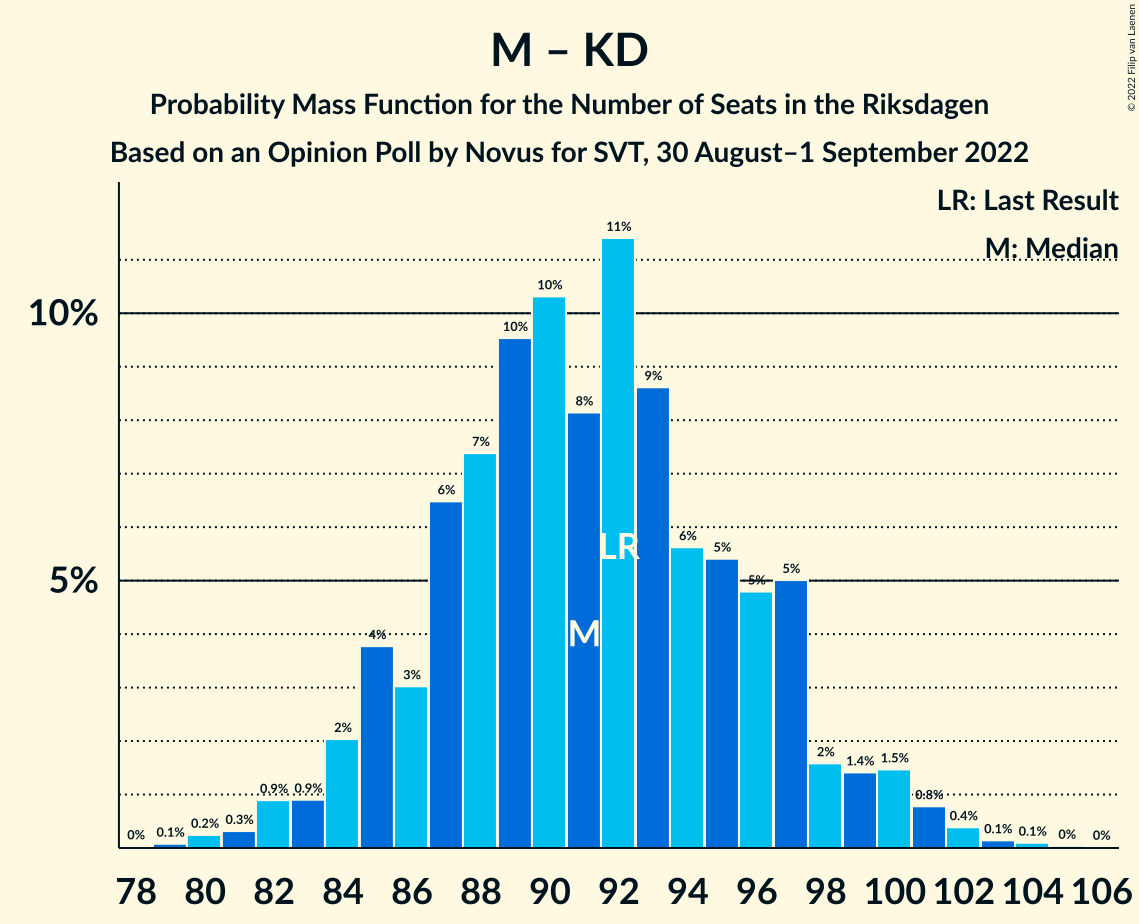 M – KD
Probability Mass Function for the Number of Seats in the Riksdagen
Based on an Opinion Poll by Novus for SVT, 30 August–1 September 2022
© 2022 Filip van Laenen
LR: Last Result
M: Median
10%
5%
0% 0.1% 0.2% 0.3% 0.9% 0.9% 2% 4% 3% 6% 7% 10% 10% 8% 11% 9% 6% 5% 5% 5% 2% 1.4% 1.5% 0.8% 0.4% 0.1% 0.1% 0% 0%
LR
M
78 80 82 84 86 88 90 92 94 96 98 100 102 104 106